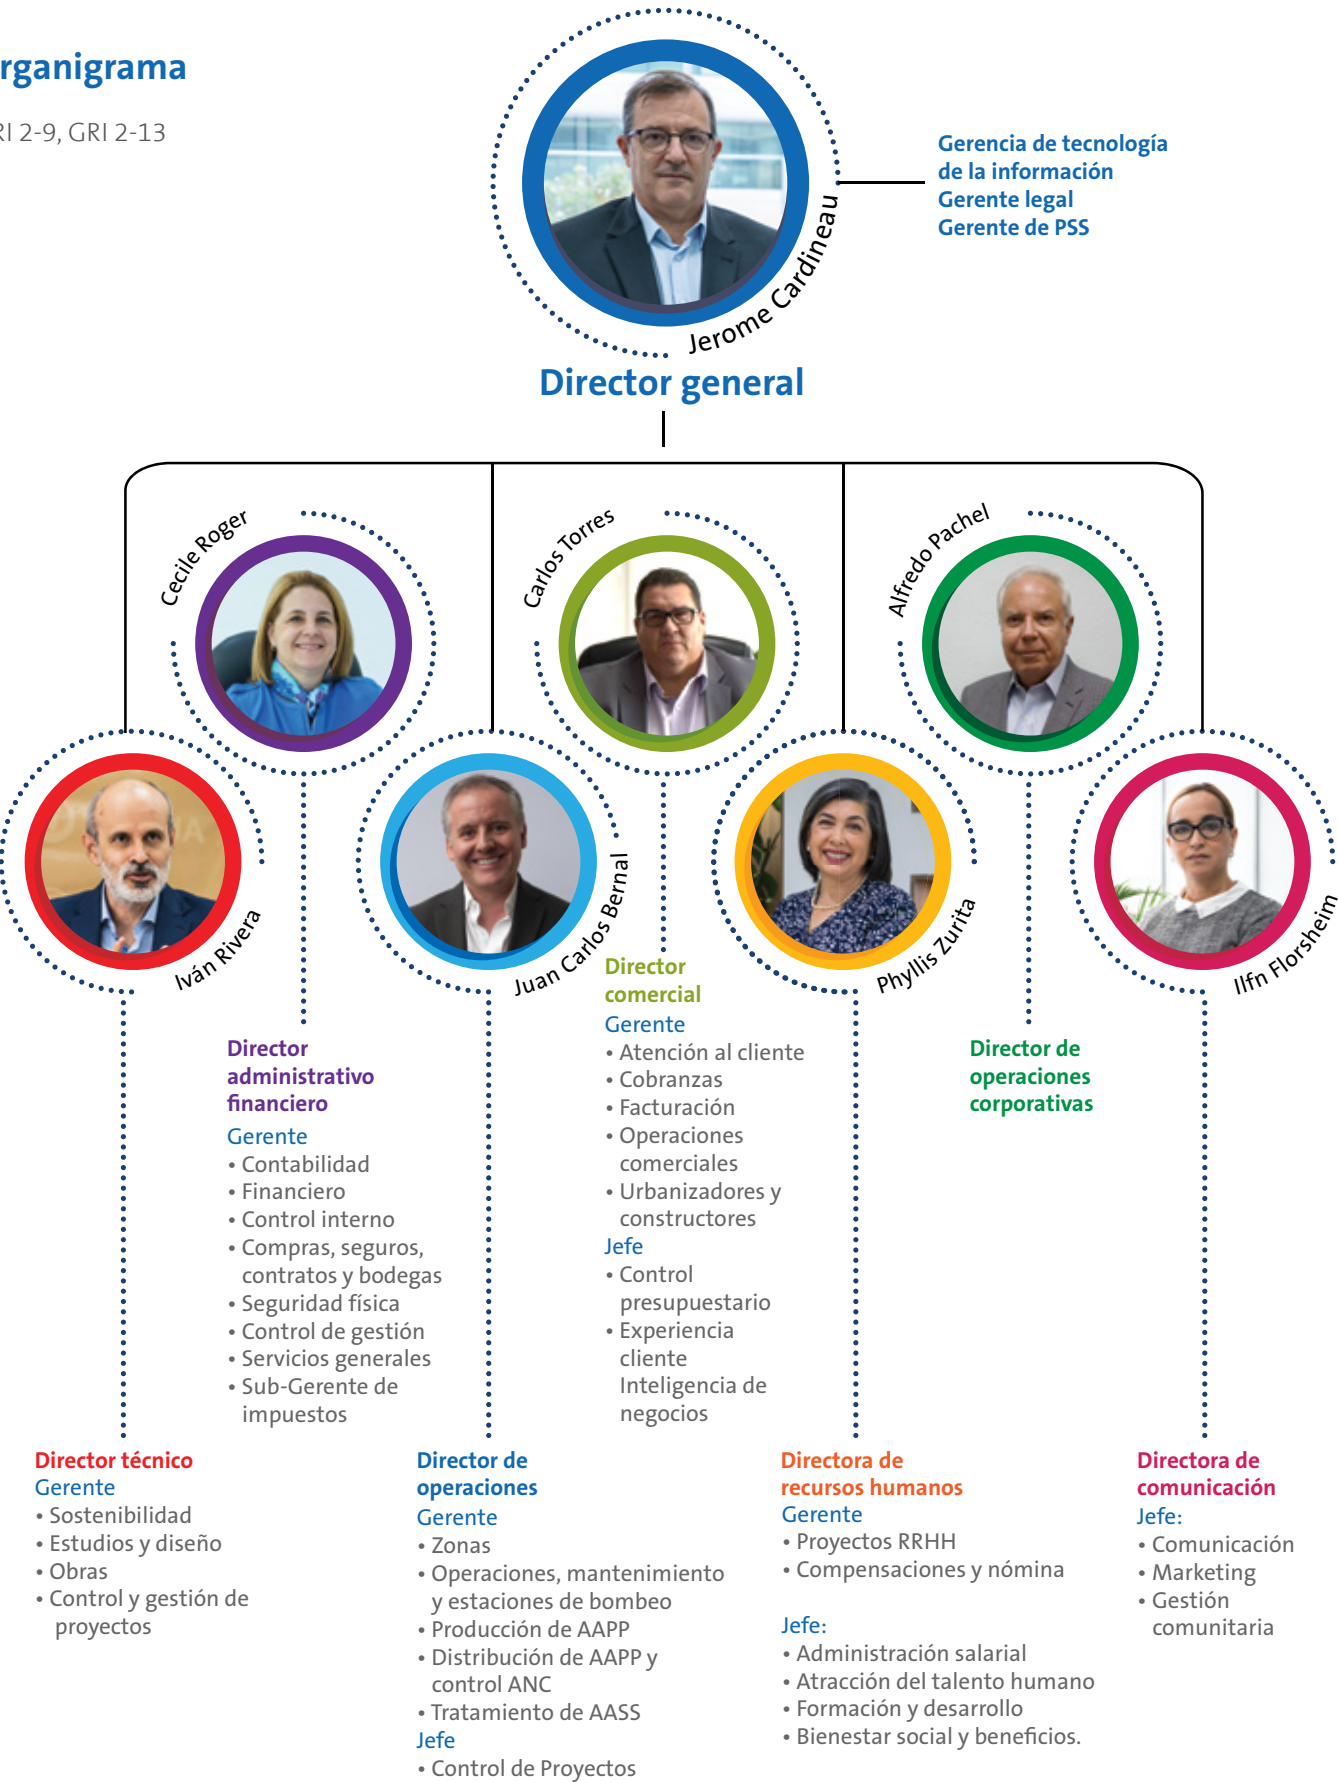 rganigrama
RI 2-9, GRI 2-13
Gerencia de tecnología
de la información
Gerente legal
Gerente de PSS
Jerome Cardineau
Director general
Cecile Roger
Carlos Torres
Alfredo Pachel
Iván Rivera
Juan Carlos Bernal
Phyllis Zurita
Ilfn Florsheim
Director
administrativo
financiero
Gerente
• Contabilidad
• Financiero
• Control interno
• Compras, seguros,
contratos y bodegas
• Seguridad física
• Control de gestión
• Servicios generales
• Sub-Gerente de
impuestos
Director
comercial
Gerente
• Atención al cliente
• Cobranzas
• Facturación
• Operaciones
comerciales
• Urbanizadores y
constructores
Jefe
• Control
presupuestario
• Experiencia
cliente
Inteligencia de
negocios
Director de
operaciones
corporativas
Director técnico
Gerente
• Sostenibilidad
• Estudios y diseño
• Obras
• Control y gestión de
proyectos
Director de
operaciones
Gerente
• Zonas
• Operaciones, mantenimiento
y estaciones de bombeo
• Producción de AAPP
• Distribución de AAPP y
control ANC
• Tratamiento de AASS
Jefe
• Control de Proyectos
Directora de
recursos humanos
Gerente
• Proyectos RRHH
• Compensaciones y nómina
Jefe:
• Administración salarial
• Atracción del talento humano
• Formación y desarrollo
• Bienestar social y beneficios.
Directora de
comunicación
Jefe:
• Comunicación
• Marketing
• Gestión
comunitaria